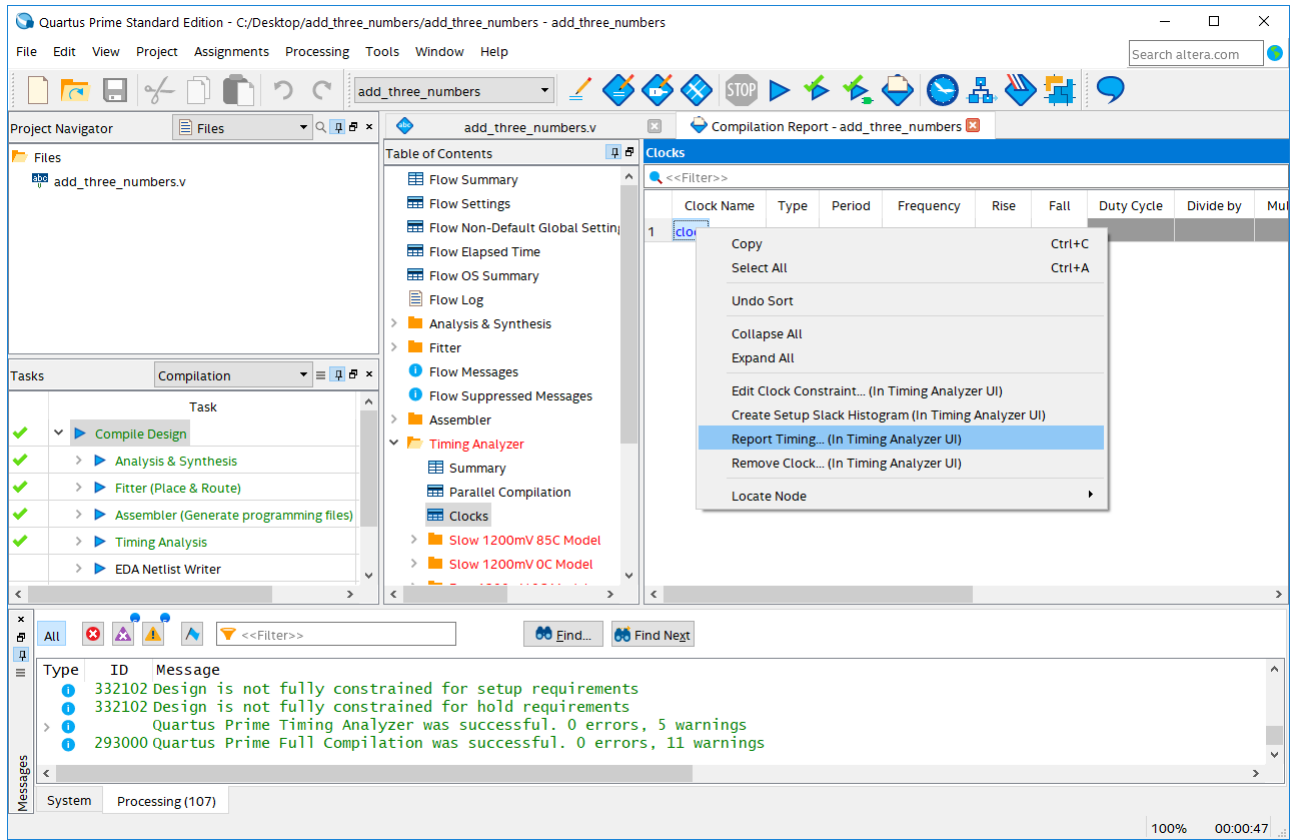 Quartus Prime Standard Edition - C:/Desktop/add_three_numbers/add_three_numbers - add_three_numbers
File Edit View Project Assignments Processing Tools Window Help
Search altera.com
add_three_numbers
STOP
Project Navigator
Files
Files
abc add_three_numbers.v
Tasks
Compilation
Task
Compile Design
Analysis & Synthesis
Fitter (Place & Route)
Assembler (Generate programming files)
Timing Analysis
EDA Netlist Writer
abc add_three_numbers.v
Compilation Report - add_three_numbers
Table of Contents
Flow Summary
Flow Settings
Flow Non-Default Global Setting
Flow Elapsed Time
Flow OS Summary
Flow Log
Analysis & Synthesis
Fitter
Flow Messages
Flow Suppressed Messages
Assembler
Timing Analyzer
Summary
Parallel Compilation
Clocks
Slow 1200mV 85C Model
Slow 1200mV 0C Model
Clocks
<<Filter>>
Clock Name Type Period Frequency Rise Fall Duty Cycle Divide by Mul
1 cloc
Copy Ctrl+C
Select All Ctrl+A
Undo Sort
Collapse All
Expand All
Edit Clock Constraint... (In Timing Analyzer UI)
Create Setup Slack Histogram (In Timing Analyzer UI)
Report Timing... (In Timing Analyzer UI)
Remove Clock... (In Timing Analyzer UI)
Locate Node
All
<<Filter>>
Find...
Find Next
Type ID Message
332102 Design is not fully constrained for setup requirements
332102 Design is not fully constrained for hold requirements
Quartus Prime Timing Analyzer was successful. 0 errors, 5 warnings
293000 Quartus Prime Full Compilation was successful. 0 errors, 11 warnings
Messages
System Processing (107)
100% 00:00:47